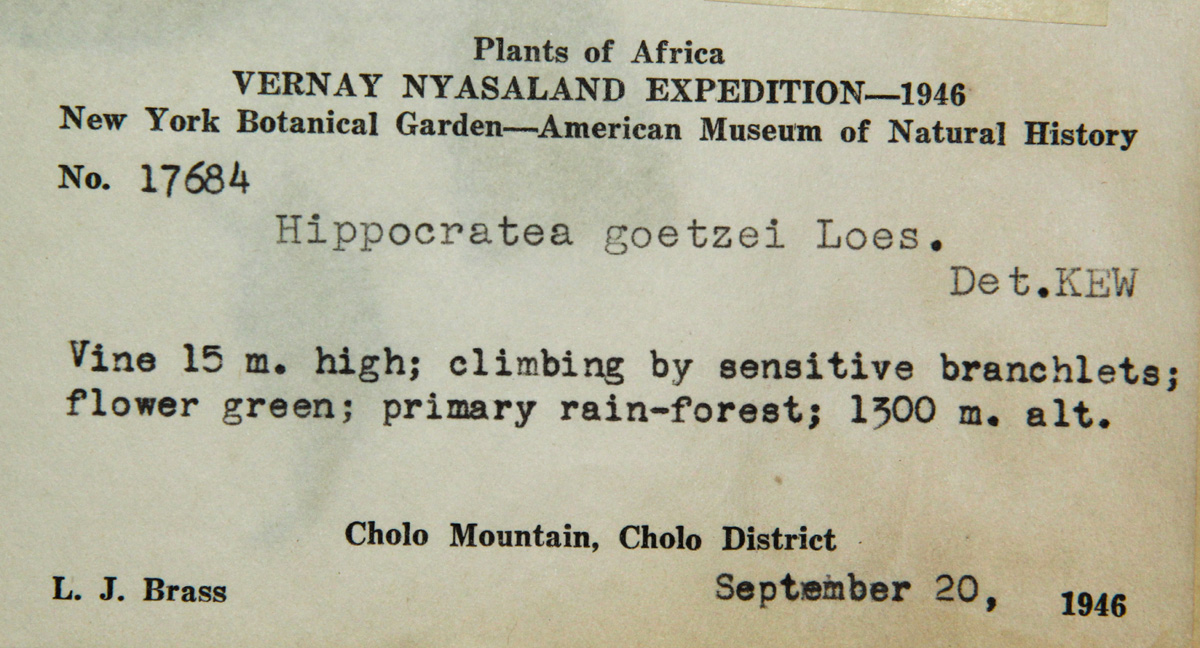 Plants of Africa
VERNAY NYASALAND EXPEDITION—1946
New York Botanical Garden—American Museum of Natural History
No. 17684
Hippocratea goetzei Loes.
Det.KEW
Vine 15 m. high; climbing by sensitive branchlets;
flower green; primary rain-forest; 1300 m. alt.
Cholo Mountain, Cholo District
L. J. Brass September 20, 1946